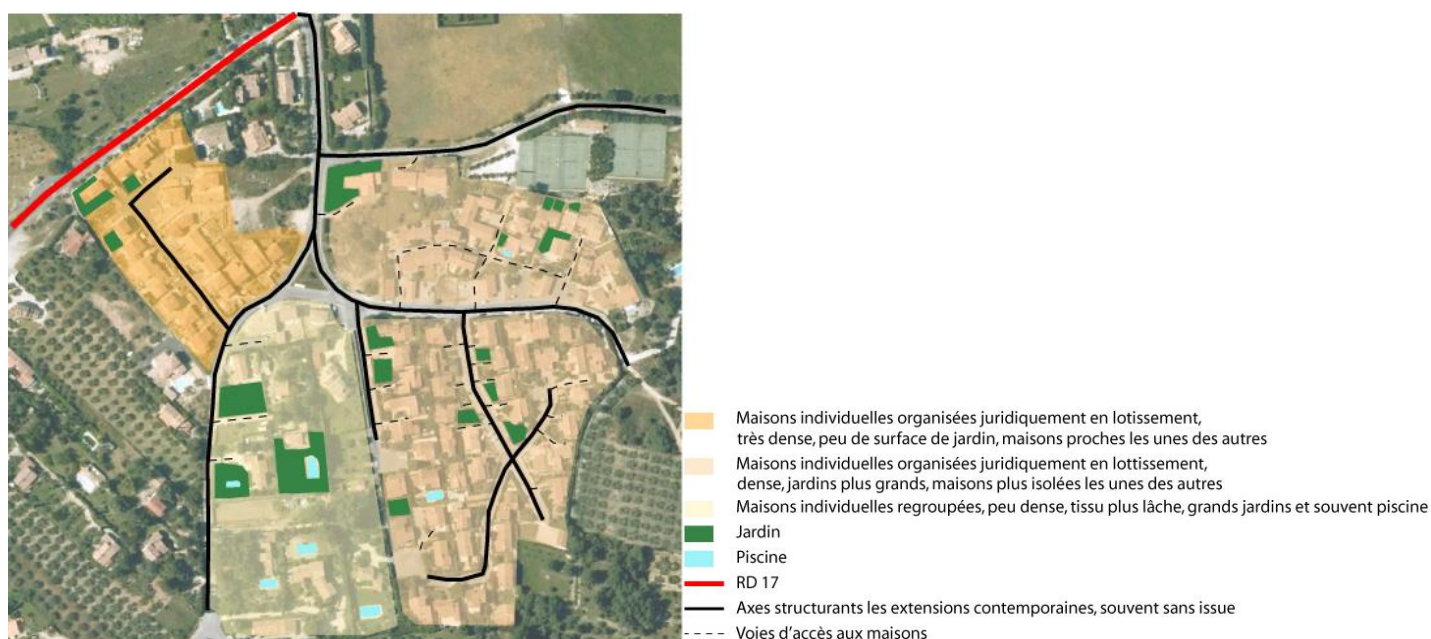 Maisons individuelles organisées juridiquement en lotissement,
très dense, peu de surface de jardin, maisons proches les unes des autres
Maisons individuelles organisées juridiquement en lottissement,
dense, jardins plus grands, maisons plus isolées les unes des autres
Maisons individuelles regroupées, peu dense, tissu plus lâche, grands jardins et souvent piscine
Jardin
Piscine
RD 17
Axes structurants les extensions contemporaines, souvent sans issue
Voies d'accès aux maisons